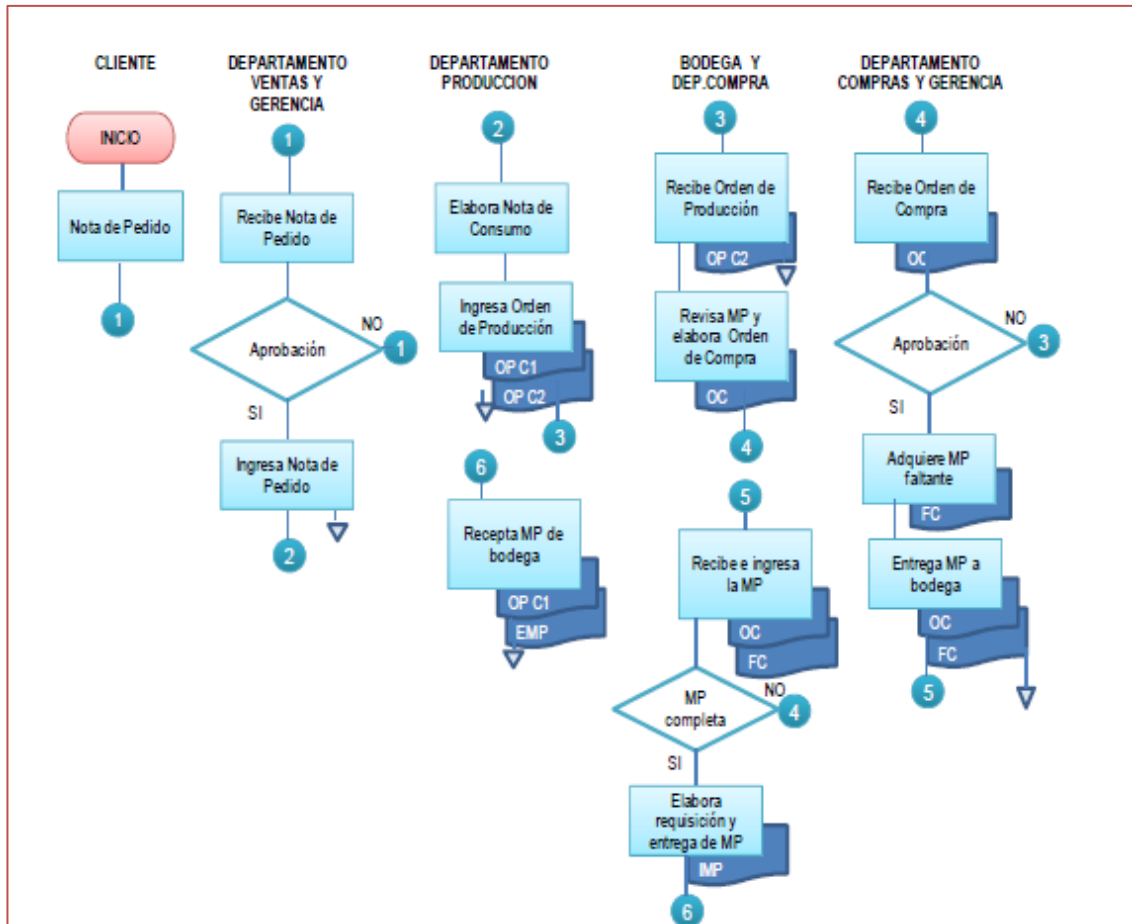 CLIENTE
INICIO
Nota de Pedido
1
DEPARTAMENTO
VENTAS Y
GERENCIA
1
Recibe Nota de
Pedido
Aprobación
NO
1
SI
Ingresa Nota de
Pedido
2
DEPARTAMENTO
PRODUCCION
2
Elabora Nota de
Consumo
Ingresa Orden
de Producción
OP C1
OP C2
3
6
Recepta MP de
bodega
OP C1
EMP
BODEGA Y
DEP.COMPRA
3
Recibe Orden de
Producción
OP C2
Revisa MP y
elabora Orden
de Compra
OC
4
5
Recibe e ingresa
la MP
OC
FC
MP
completa
NO
4
SI
Elabora
requisición y
entrega de MP
IMP
6
DEPARTAMENTO
COMPRAS Y GERENCIA
4
Recibe Orden de
Compra
OC
Aprobación
NO
3
SI
Adquiere MP
faltante
FC
Entrega MP a
bodega
OC
FC
5